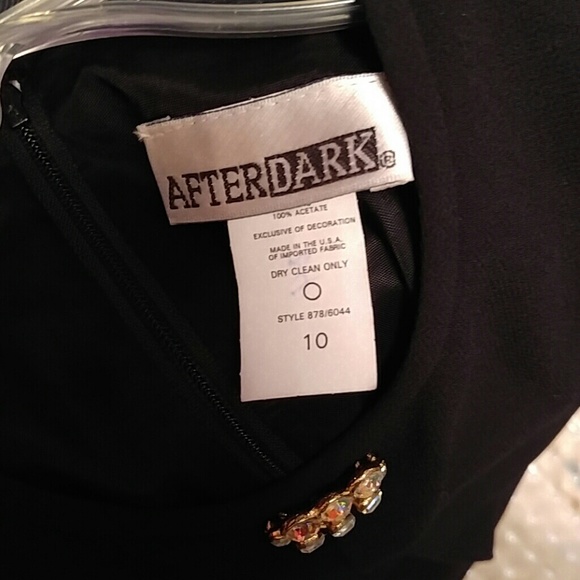 AFTERDARK®
100% ACETATE
EXCLUSIVE OF DECORATION
MADE IN THE U.S.A.
OF IMPORTED FABRIC
DRY CLEAN ONLY
STYLE 878/6044
10